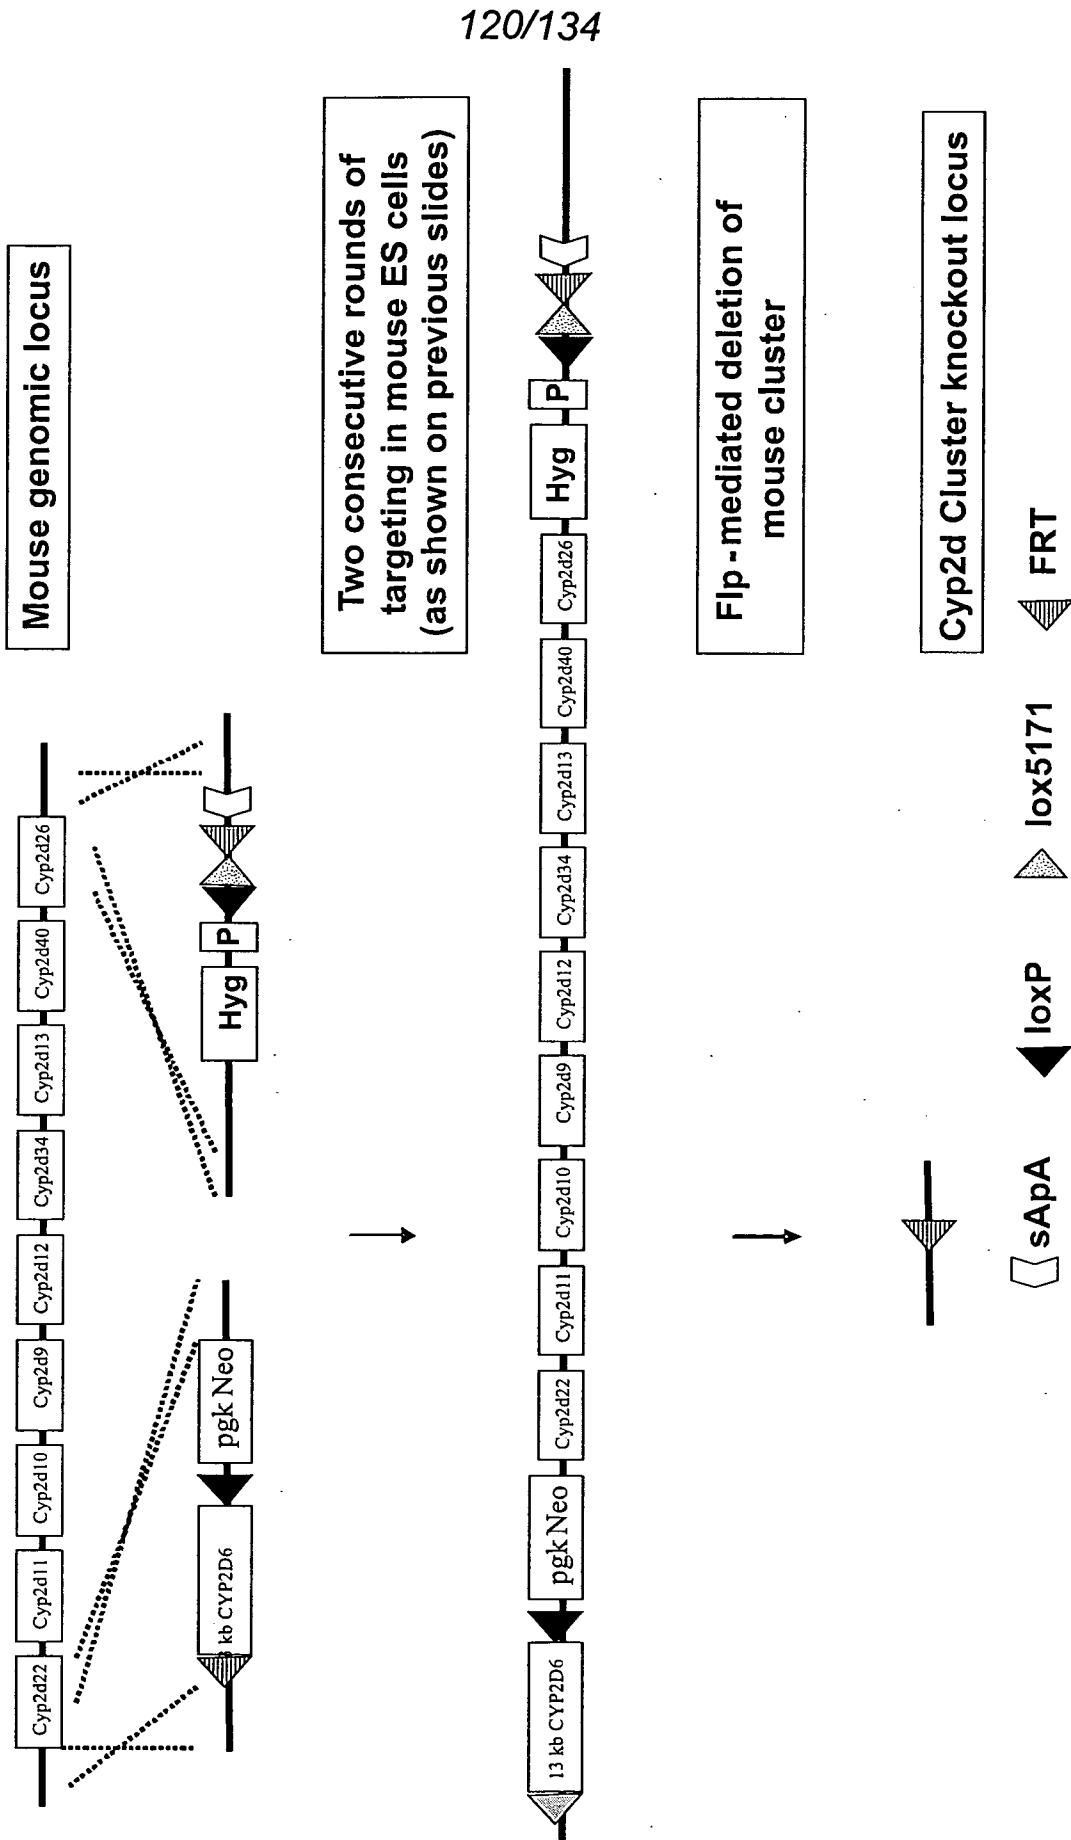 120/134
Mouse genomic locus
Cyp2d22 Cyp2d11 Cyp2d10 Cyp2d9 Cyp2d12 Cyp2d34 Cyp2d13 Cyp2d40 Cyp2d26
kb CYP2D6 pgk Neo Hyg P
Two consecutive rounds of
targeting in mouse ES cells
(as shown on previous slides)
13 kb CYP2D6 pgk Neo Cyp2d22 Cyp2d11 Cyp2d10 Cyp2d9 Cyp2d12 Cyp2d34 Cyp2d13 Cyp2d40 Cyp2d26 Hyg P
Flp-mediated deletion of
mouse cluster
Cyp2d Cluster knockout locus
sApA loxP lox5171 FRT